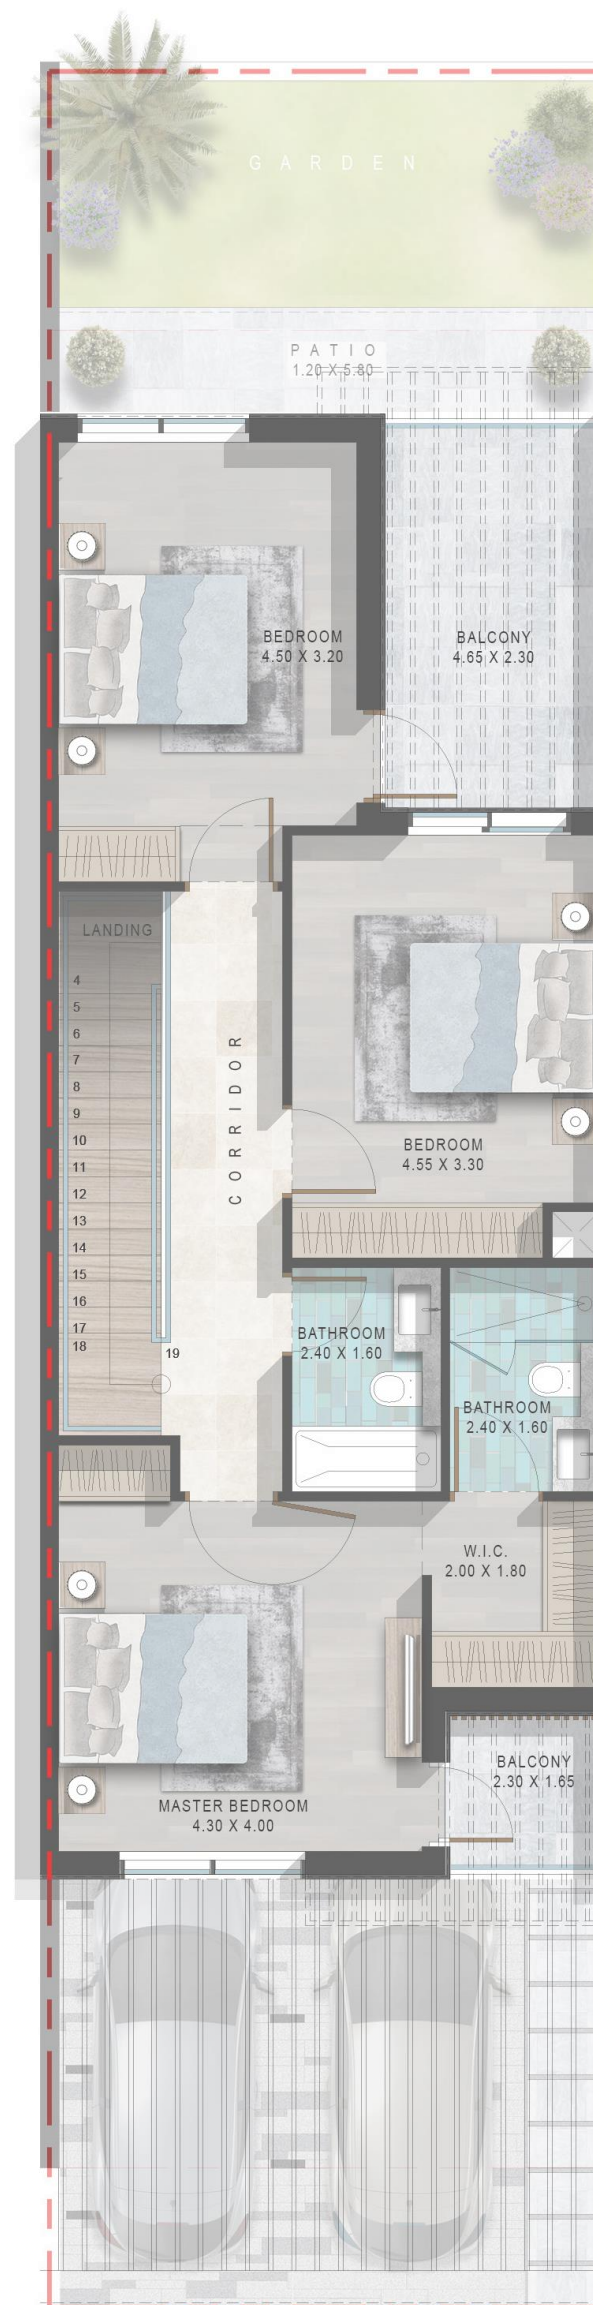 GARDEN
PATIO
1.20 X 5.80
BEDROOM
4.50 X 3.20
BALCONY
4.65 X 2.30
LANDING
4
5
6
7
8
9
10
11
12
13
14
15
16
17
18
19
CORRIDOR
BEDROOM
4.55 X 3.30
BATHROOM
2.40 X 1.60
BATHROOM
2.40 X 1.60
W.I.C.
2.00 X 1.80
BALCONY
2.30 X 1.65
MASTER BEDROOM
4.30 X 4.00